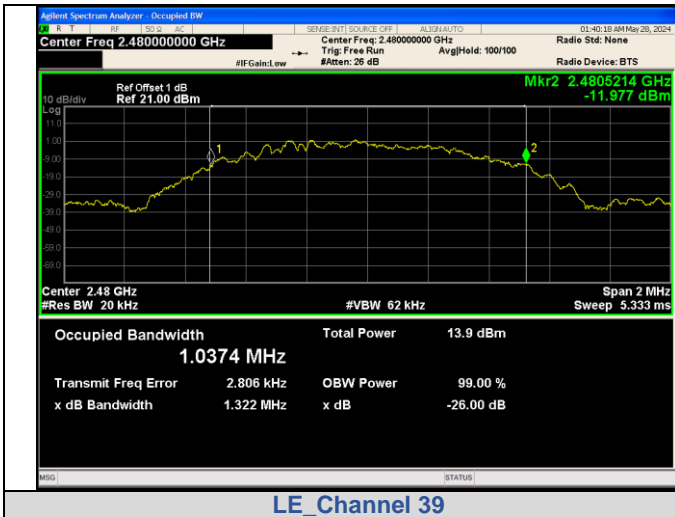 Agilent Spectrum Analyzer - Occupied BW
R T RF 50 Ω AC SENSE:INT SOURCE OFF ALIGNAUTO 01:40:18 AM May 28, 2024
Center Freq 2.480000000 GHz Center Freq: 2.480000000 GHz Radio Std: None
Trig: Free Run Avg|Hold: 100/100
#IFGain:Low #Atten: 26 dB Radio Device: BTS
Ref Offset 1 dB Mkr2 2.4805214 GHz
10 dB/div Ref 21.00 dBm -11.977 dBm
Log
11.0
1.00
1
2
-9.00
-19.0
-29.0
-39.0
-49.0
-59.0
-69.0
Center 2.48 GHz Span 2 MHz
#Res BW 20 kHz #VBW 62 kHz Sweep 5.333 ms
Occupied Bandwidth Total Power 13.9 dBm
1.0374 MHz
Transmit Freq Error 2.806 kHz OBW Power 99.00 %
x dB Bandwidth 1.322 MHz x dB -26.00 dB
MSG STATUS
LE_Channel 39